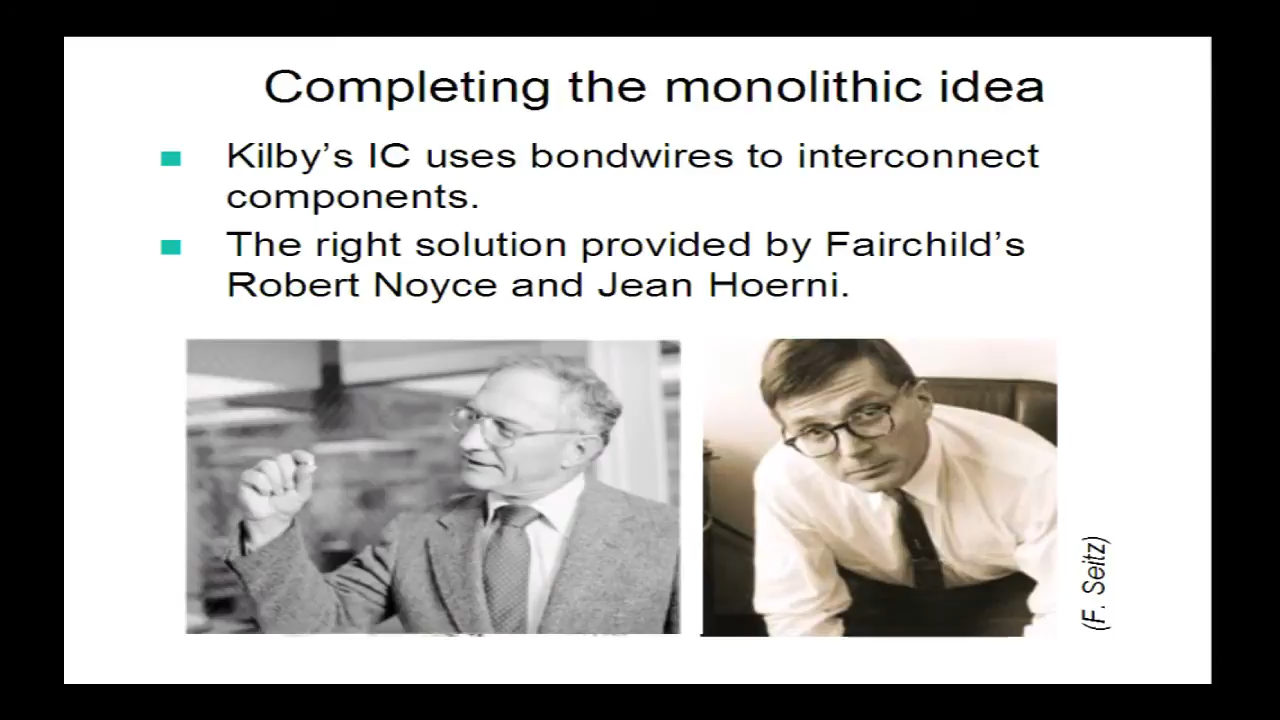 Completing the monolithic idea
Kilby's IC uses bondwires to interconnect
components.
The right solution provided by Fairchild's
Robert Noyce and Jean Hoerni.
(F. Seitz)